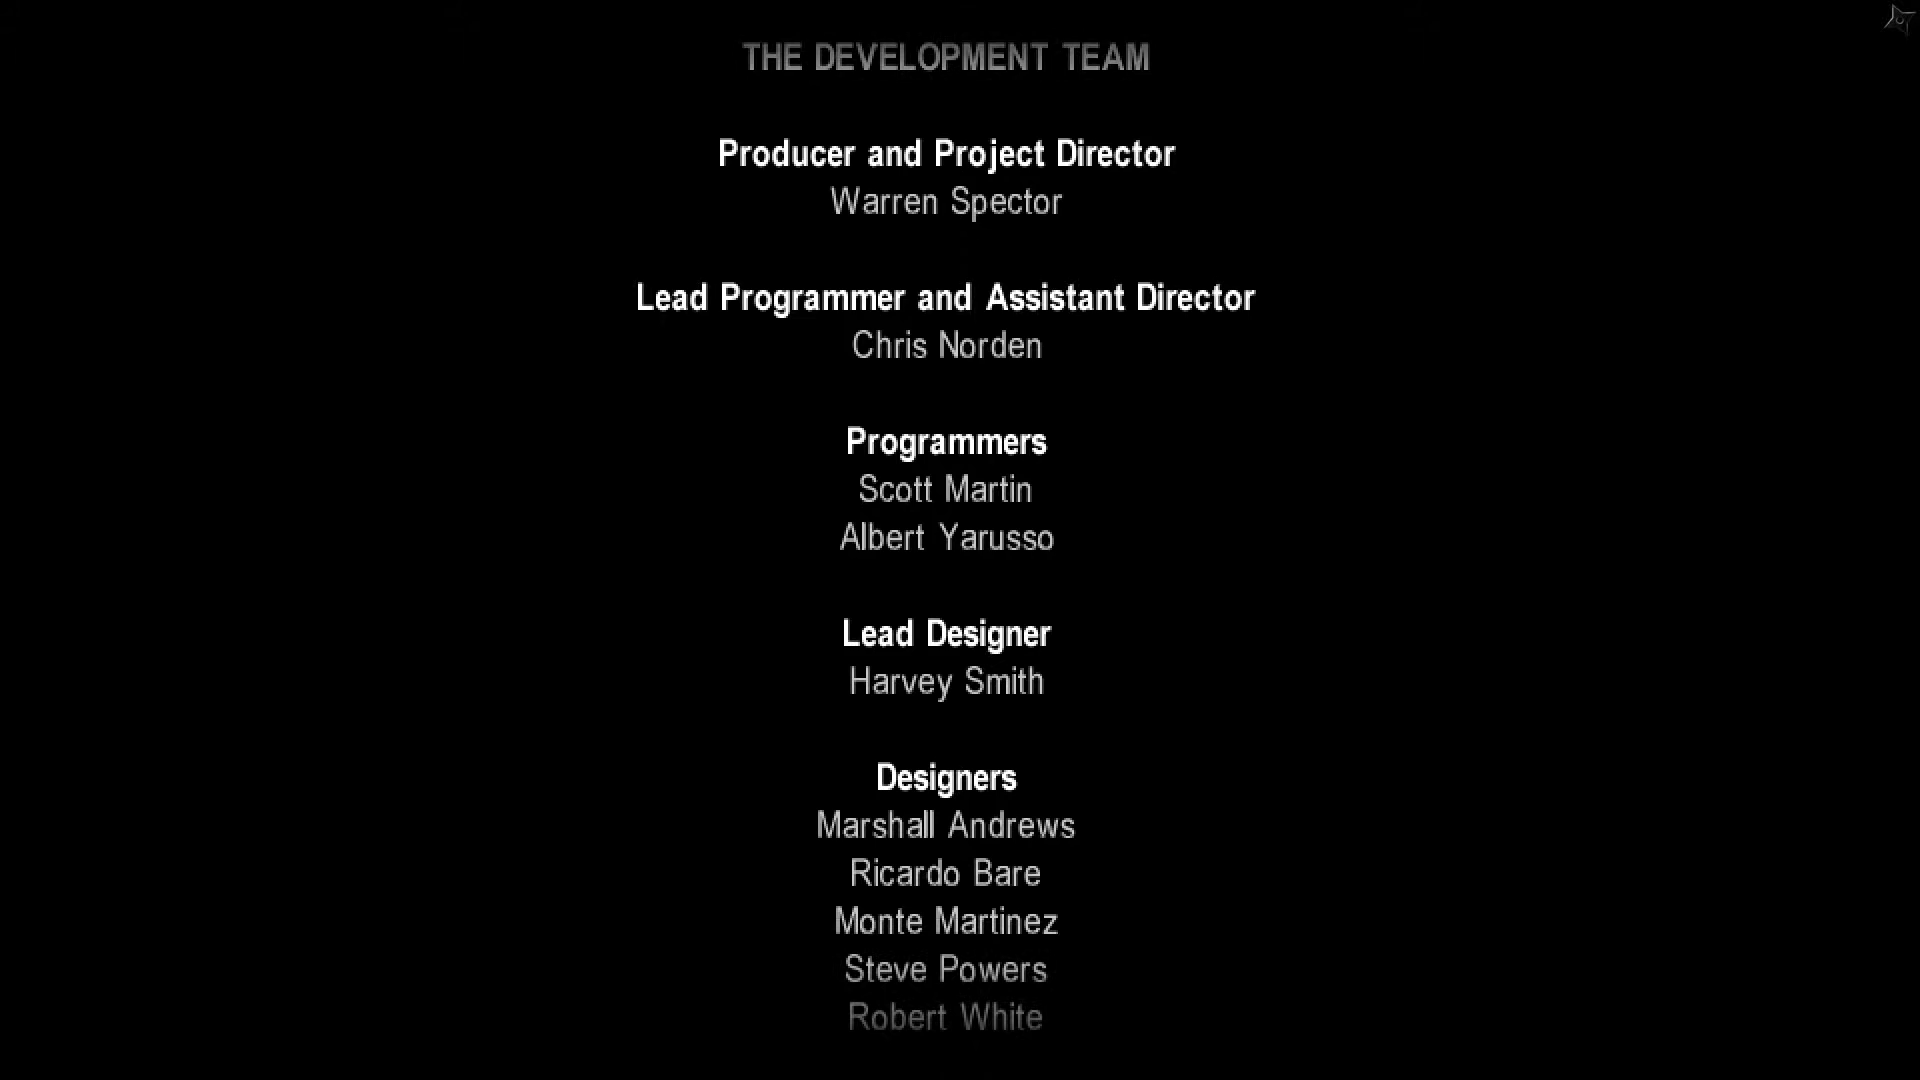 THE DEVELOPMENT TEAM
Producer and Project Director
Warren Spector
Lead Programmer and Assistant Director
Chris Norden
Programmers
Scott Martin
Albert Yarusso
Lead Designer
Harvey Smith
Designers
Marshall Andrews
Ricardo Bare
Monte Martinez
Steve Powers
Robert White